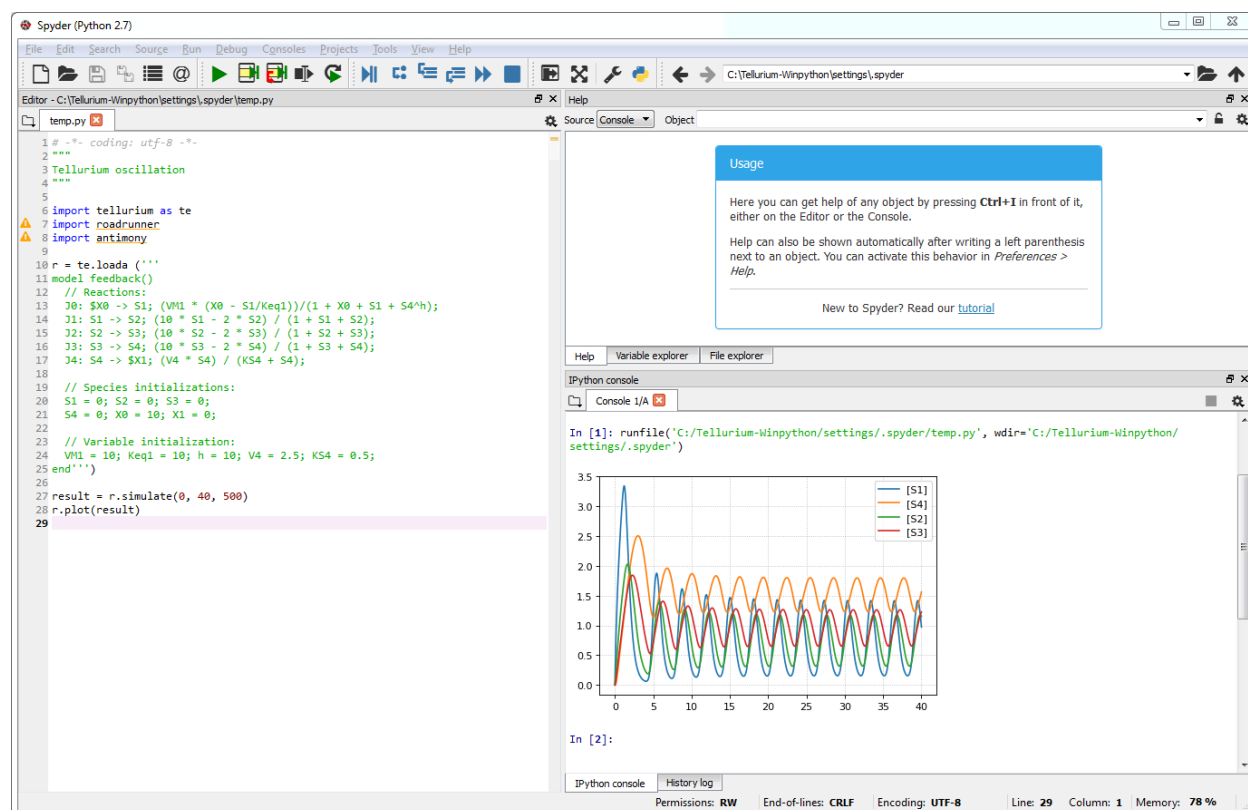 Spyder (Python 2.7)
File Edit Search Source Run Debug Consoles Projects Tools View Help
C:\Tellurium-Winpython\settings\.spyder
Editor - C:\Tellurium-Winpython\settings\.spyder\temp.py
temp.py
1 # -*- coding: utf-8 -*-
2 """
3 Tellurium oscillation
4 """
5
6 import tellurium as te
7 import roadrunner
8 import antimony
9
10 r = te.loada ('''
11 model feedback()
12   // Reactions:
13   J0: $X0 -> S1; (VM1 * (X0 - S1/Keq1))/(1 + X0 + S1 + S4^h);
14   J1: S1 -> S2; (10 * S1 - 2 * S2) / (1 + S1 + S2);
15   J2: S2 -> S3; (10 * S2 - 2 * S3) / (1 + S2 + S3);
16   J3: S3 -> S4; (10 * S3 - 2 * S4) / (1 + S3 + S4);
17   J4: S4 -> $X1; (V4 * S4) / (KS4 + S4);
18
19   // Species initializations:
20   S1 = 0; S2 = 0; S3 = 0;
21   S4 = 0; X0 = 10; X1 = 0;
22
23   // Variable initialization:
24   VM1 = 10; Keq1 = 10; h = 10; V4 = 2.5; KS4 = 0.5;
25 end''')
26
27 result = r.simulate(0, 40, 500)
28 r.plot(result)
29
Help
Source Console Object
Usage
Here you can get help of any object by pressing Ctrl+I in front of it,
either on the Editor or the Console.
Help can also be shown automatically after writing a left parenthesis
next to an object. You can activate this behavior in Preferences >
Help.
New to Spyder? Read our tutorial
Help Variable explorer File explorer
IPython console
Console 1/A
In [1]: runfile('C:/Tellurium-Winpython/settings/.spyder/temp.py', wdir='C:/Tellurium-Winpython/
settings/.spyder')
3.5
3.0
2.5
2.0
1.5
1.0
0.5
0.0
[S1]
[S4]
[S2]
[S3]
0 5 10 15 20 25 30 35 40
In [2]:
IPython console History log
Permissions: RW End-of-lines: CRLF Encoding: UTF-8 Line: 29 Column: 1 Memory: 78 %